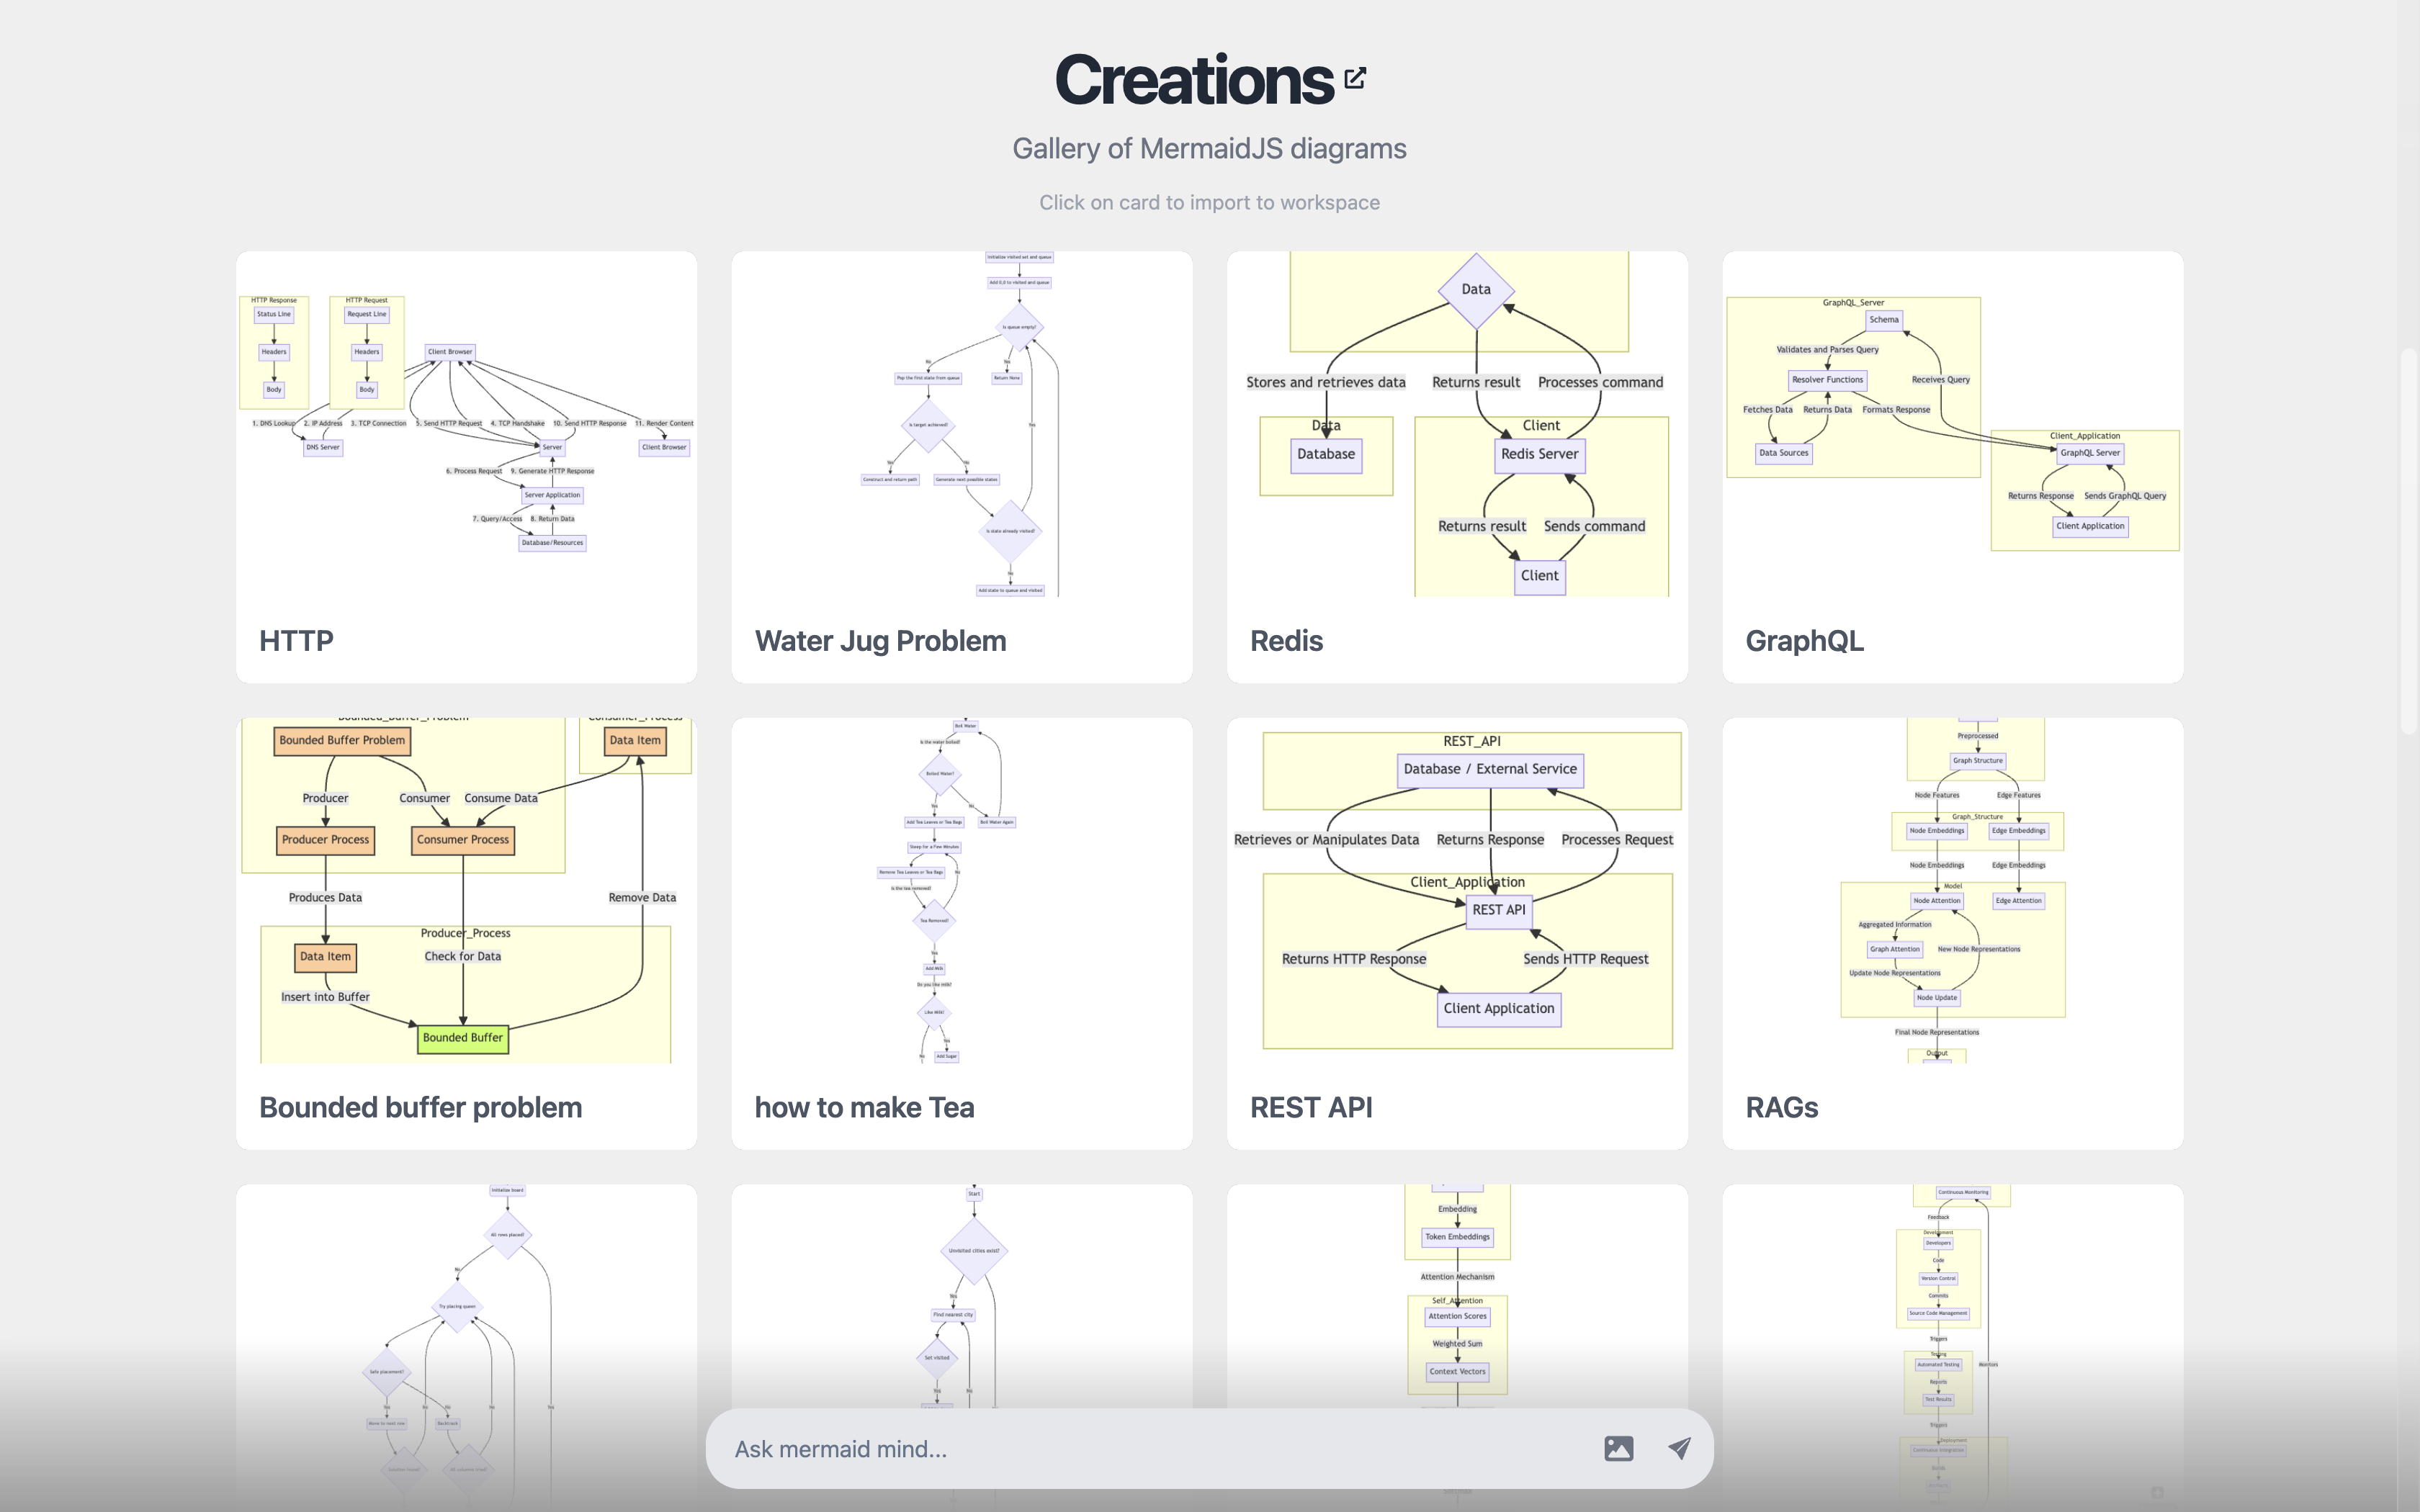 Creations
Gallery of MermaidJS diagrams
Click on card to import to workspace
HTTP Response
Status Line
Headers
Body
HTTP Request
Request Line
Headers
Body
Client Browser
1. DNS Lookup
2. IP Address
3. TCP Connection
5. Send HTTP Request
4. TCP Handshake
10. Send HTTP Response
11. Render Content
DNS Server
Server
Client Browser
6. Process Request
9. Generate HTTP Response
Server Application
7. Query/Access
8. Return Data
Database/Resources
HTTP
Initialize visited set and queue
Add 0,0 to visited and queue
Is queue empty?
No
Yes
Pop the first state from queue
Return None
Is target achieved?
Yes
Yes
No
Construct and return path
Generate next possible states
Is state already visited?
No
Add state to queue and visited
Water Jug Problem
Data
Stores and retrieves data
Returns result
Processes command
Data
Database
Client
Redis Server
Returns result
Sends command
Client
Redis
GraphQL_Server
Schema
Validates and Parses Query
Resolver Functions
Receives Query
Fetches Data
Returns Data
Formats Response
Data Sources
Client_Application
GraphQL Server
Returns Response
Sends GraphQL Query
Client Application
GraphQL
Bounded_Buffer_Problem
Consumer_Process
Bounded Buffer Problem
Data Item
Producer
Consumer
Consume Data
Producer Process
Consumer Process
Produces Data
Remove Data
Producer_Process
Data Item
Check for Data
Insert into Buffer
Bounded Buffer
Bounded buffer problem
Boil Water
Is the water boiled?
Boiled Water?
Yes
No
Add Tea Leaves or Tea Bags
Boil Water Again
Steep for a Few Minutes
Remove Tea Leaves or Tea Bags
No
Is the tea removed?
Tea Removed?
Yes
Add Milk
Do you like milk?
Like Milk?
No
Yes
Add Sugar
how to make Tea
REST_API
Database / External Service
Retrieves or Manipulates Data
Returns Response
Processes Request
Client_Application
REST API
Returns HTTP Response
Sends HTTP Request
Client Application
REST API
Preprocessed
Graph Structure
Node Features
Edge Features
Graph_Structure
Node Embeddings
Edge Embeddings
Node Embeddings
Edge Embeddings
Model
Node Attention
Edge Attention
Aggregated Information
Graph Attention
New Node Representations
Update Node Representations
Node Update
Final Node Representations
Output
RAGs
Initialize board
All rows placed?
No
Try placing queen
Safe placement?
Yes
No
No
No
Yes
Move to next row
Backtrack
Start
Unvisited cities exist?
Yes
Find nearest city
Set visited
Yes
No
Embedding
Token Embeddings
Attention Mechanism
Self_Attention
Attention Scores
Weighted Sum
Context Vectors
Continuous Monitoring
Feedback
Development
Developers
Code
Version Control
Commits
Source Code Management
Triggers
Testing
Automated Testing
Monitors
Reports
Test Results
Triggers
Deployment
Continuous Integration
Ask mermaid mind...